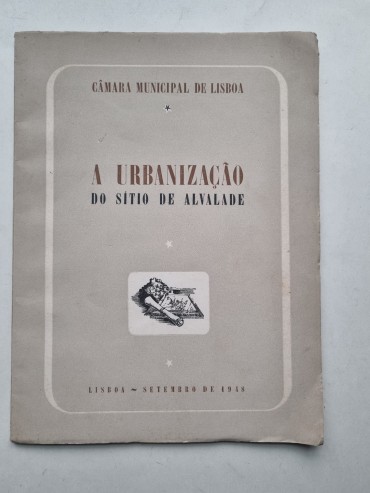 CÂMARA MUNICIPAL DE LISBOA
A URBANIZAÇÃO
DO SÍTIO DE ALVALADE
LISBOA ~ SETEMBRO DE 1948